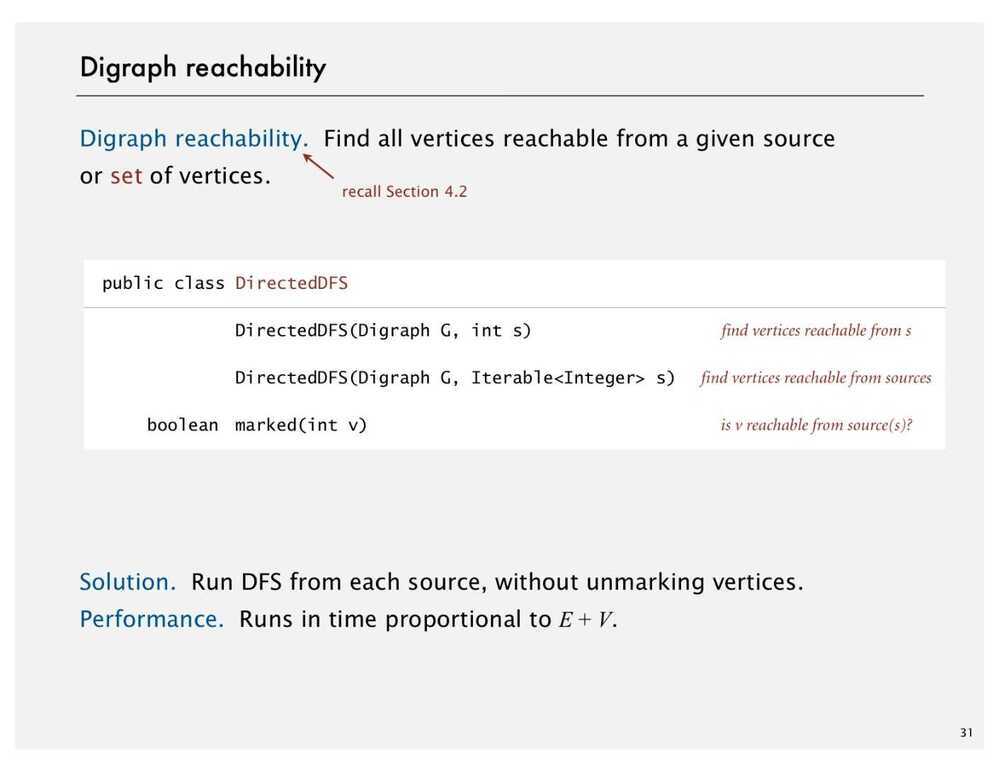 Digraph reachability
Digraph reachability. Find all vertices reachable from a given source
or set of vertices.
recall Section 4.2
public class DirectedDFS
DirectedDFS(Digraph G, int s) find vertices reachable from s
DirectedDFS(Digraph G, Iterable<Integer> s) find vertices reachable from sources
boolean marked(int v) is v reachable from source(s)?
Solution. Run DFS from each source, without unmarking vertices.
Performance. Runs in time proportional to E + V.
31